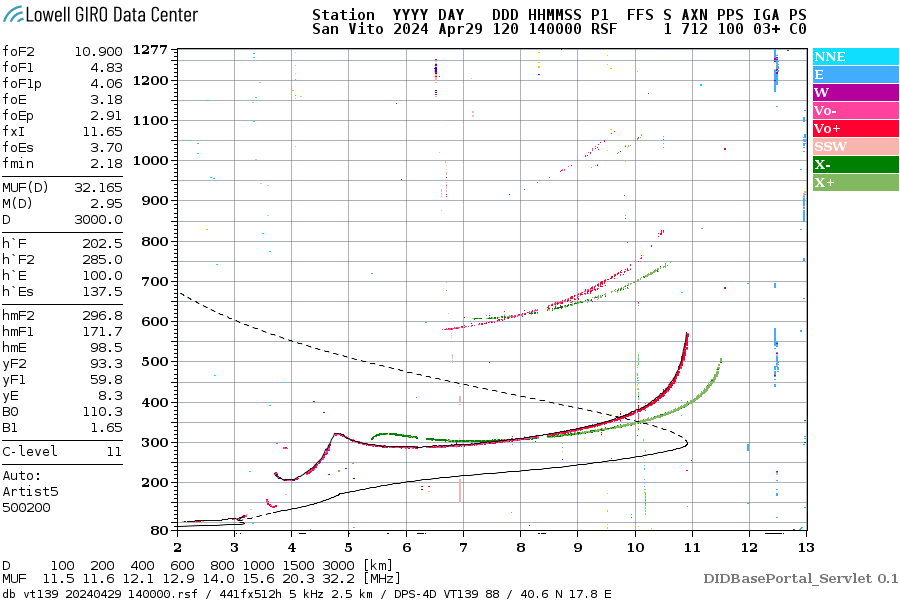 Lowell GIRO Data Center
Station YYYY DAY DDD HHMMSS P1 FFS S AXN PPS IGA PS
San Vito 2024 Apr29 120 140000 RSF 1 712 100 03+ C0
foF2 10.900
foF1 4.83
foF1p 4.06
foE 3.18
foEp 2.91
fxI 11.65
foEs 3.70
fmin 2.18
MUF(D) 32.165
M(D) 2.95
D 3000.0
h`F 202.5
h`F2 285.0
h`E 100.0
h`Es 137.5
hmF2 296.8
hmF1 171.7
hmE 98.5
yF2 93.3
yF1 59.8
yE 8.3
B0 110.3
B1 1.65
C-level 11
Auto:
Artist5
500200
1277
1200
1100
1000
900
800
700
600
500
400
300
200
80
2 3 4 5 6 7 8 9 10 11 12 13
NNE
E
W
Vo-
Vo+
SSW
X-
X+
D 100 200 400 600 800 1000 1500 3000 [km]
MUF 11.5 11.6 12.1 12.9 14.0 15.6 20.3 32.2 [MHz]
db vt139 20240429 140000.rsf / 441fx512h 5 kHz 2.5 km / DPS-4D VT139 88 / 40.6 N 17.8 E
DIDBasePortal_Servlet 0.1